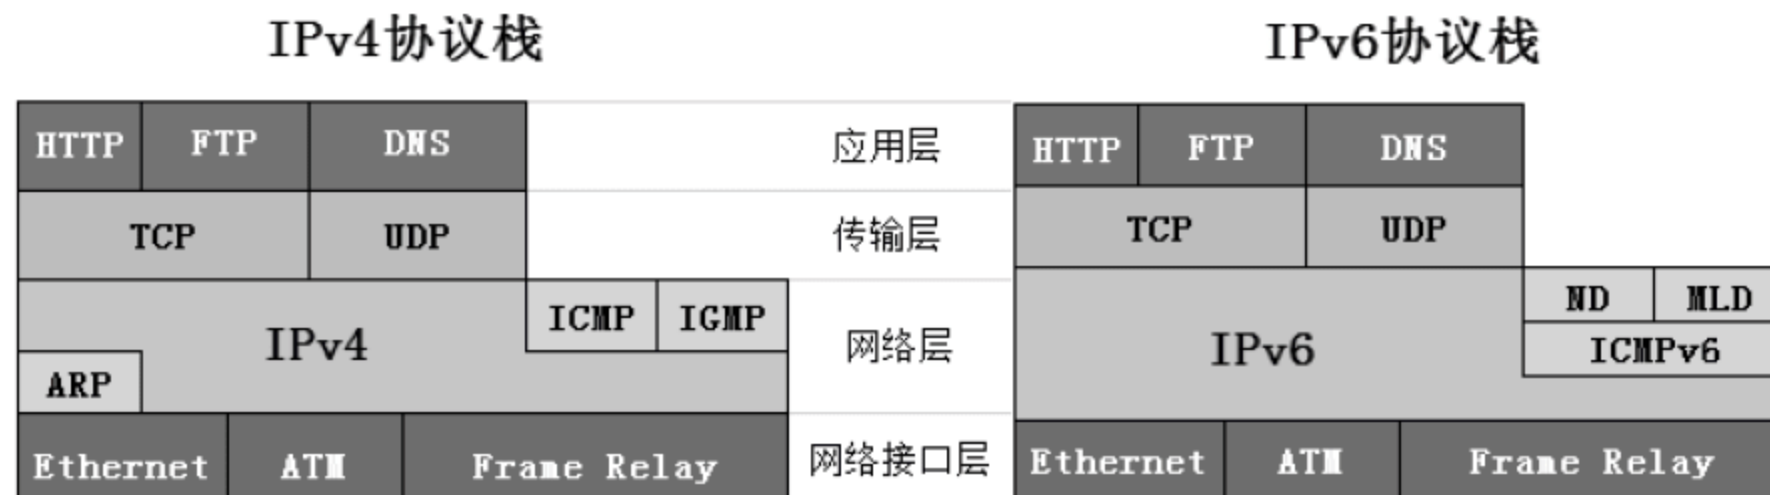 IPv4协议栈
IPv6协议栈
HTTP FTP DNS 应用层 HTTP FTP DNS
TCP UDP 传输层 TCP UDP
IPv4 ICMP IGMP 网络层 IPv6 ND MLD
ARP ICMPv6
Ethernet ATM Frame Relay 网络接口层 Ethernet ATM Frame Relay